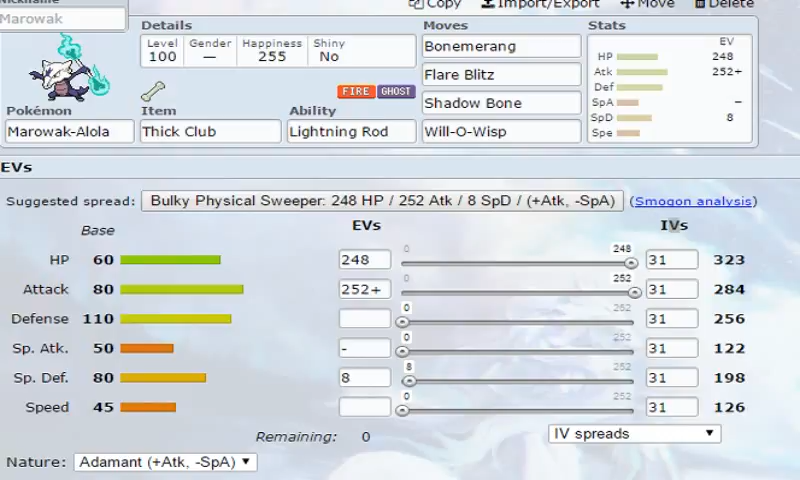 Nickname
Marowak
Copy Import/Export Move Delete
Details
Level Gender Happiness Shiny
100 — 255 No
FIRE GHOST
Pokémon
Marowak-Alola
Item
Thick Club
Ability
Lightning Rod
Moves
Bonemerang
Flare Blitz
Shadow Bone
Will-O-Wisp
Stats
EV
HP 248
Atk 252+
Def
SpA –
SpD 8
Spe
EVs
Suggested spread: Bulky Physical Sweeper: 248 HP / 252 Atk / 8 SpD / (+Atk, -SpA) (Smogon analysis)
Base EVs IVs
HP 60 248 0 248 31 323
Attack 80 252+ 0 252 31 284
Defense 110 0 252 31 256
Sp. Atk. 50 - 0 252 31 122
Sp. Def. 80 8 8 252 31 198
Speed 45 0 252 31 126
Remaining: 0 IV spreads
Nature: Adamant (+Atk, -SpA)